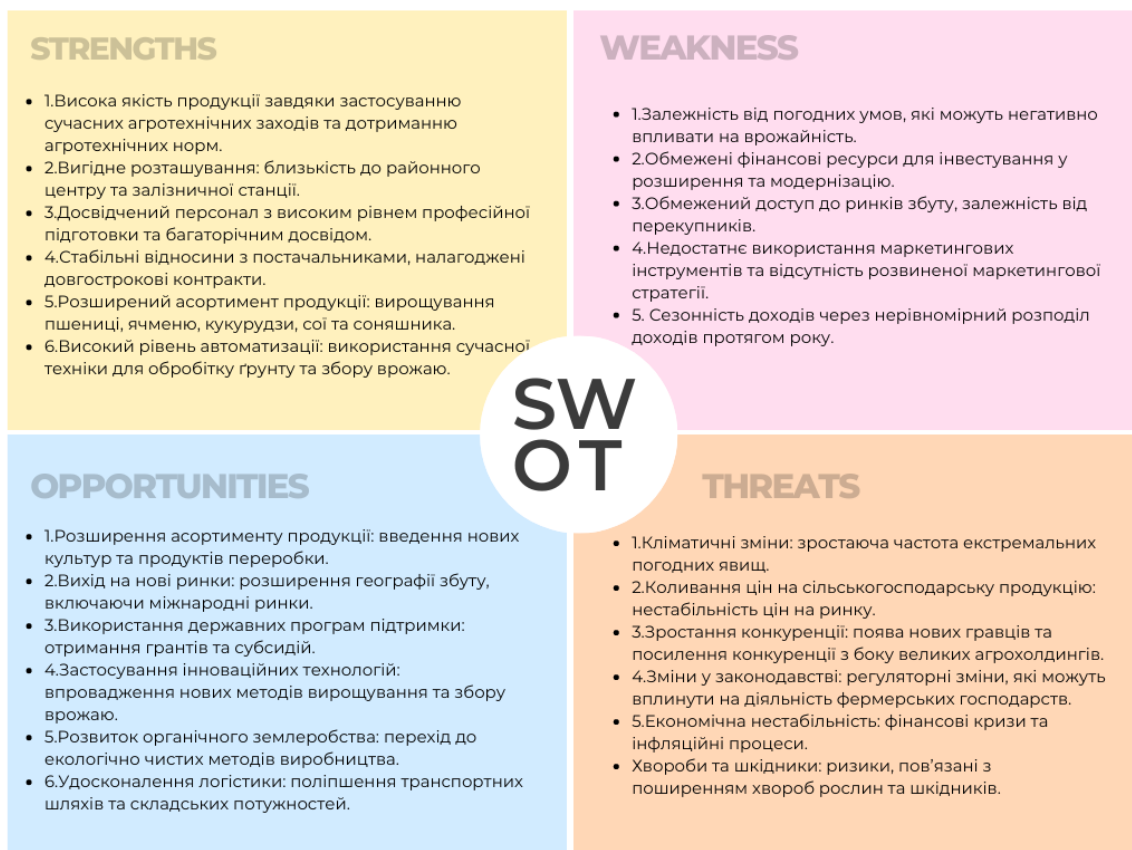 STRENGTHS
• 1.Висока якість продукції завдяки застосуванню
сучасних агротехнічних заходів та дотриманню
агротехнічних норм.
• 2.Вигідне розташування: близькість до районного
центру та залізничної станції.
• 3.Досвідчений персонал з високим рівнем професійної
підготовки та багаторічним досвідом.
• 4.Стабільні відносини з постачальниками, налагоджені
довгострокові контракти.
• 5.Розширений асортимент продукції: вирощування
пшениці, ячменю, кукурудзи, сої та соняшника.
• 6.Високий рівень автоматизації: використання сучасної
техніки для обробітку ґрунту та збору врожаю.
WEAKNESS
• 1.Залежність від погодних умов, які можуть негативно
впливати на врожайність.
• 2.Обмежені фінансові ресурси для інвестування у
розширення та модернізацію.
• 3.Обмежений доступ до ринків збуту, залежність від
перекупників.
• 4.Недостатнє використання маркетингових
інструментів та відсутність розвиненої маркетингової
стратегії.
• 5. Сезонність доходів через нерівномірний розподіл
доходів протягом року.
SW
OT
OPPORTUNITIES
• 1.Розширення асортименту продукції: введення нових
культур та продуктів переробки.
• 2.Вихід на нові ринки: розширення географії збуту,
включаючи міжнародні ринки.
• 3.Використання державних програм підтримки:
отримання грантів та субсидій.
• 4.Застосування інноваційних технологій:
впровадження нових методів вирощування та збору
врожаю.
• 5.Розвиток органічного землеробства: перехід до
екологічно чистих методів виробництва.
• 6.Удосконалення логістики: поліпшення транспортних
шляхів та складських потужностей.
THREATS
• 1.Кліматичні зміни: зростаюча частота екстремальних
погодних явищ.
• 2.Коливання цін на сільськогосподарську продукцію:
нестабільність цін на ринку.
• 3.Зростання конкуренції: поява нових гравців та
посилення конкуренції з боку великих агрохолдингів.
• 4.Зміни у законодавстві: регуляторні зміни, які можуть
вплинути на діяльність фермерських господарств.
• 5.Економічна нестабільність: фінансові кризи та
інфляційні процеси.
• Хвороби та шкідники: ризики, пов’язані з
поширенням хвороб рослин та шкідників.